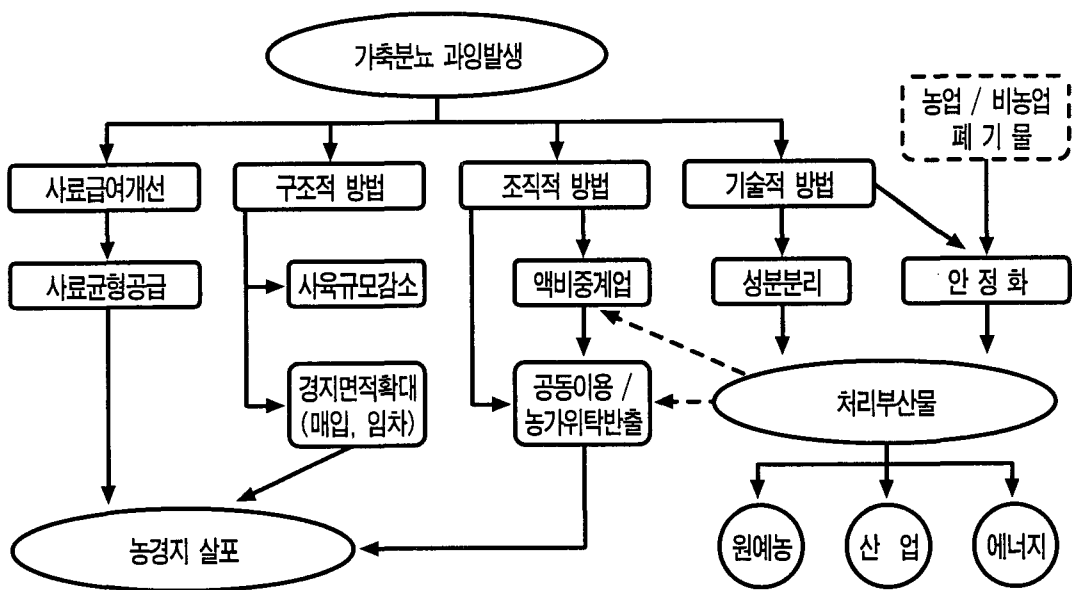 가축분뇨 과잉발생
농업 / 비농업
폐 기 물
사료급여개선
구조적 방법
조직적 방법
기술적 방법
사료균형공급
사육규모감소
액비중계업
성분분리
안 정 화
경지면적확대
(매입, 임차)
공동이용 /
농가위탁반출
처리부산물
농경지 살포
원예농
산 업
에너지